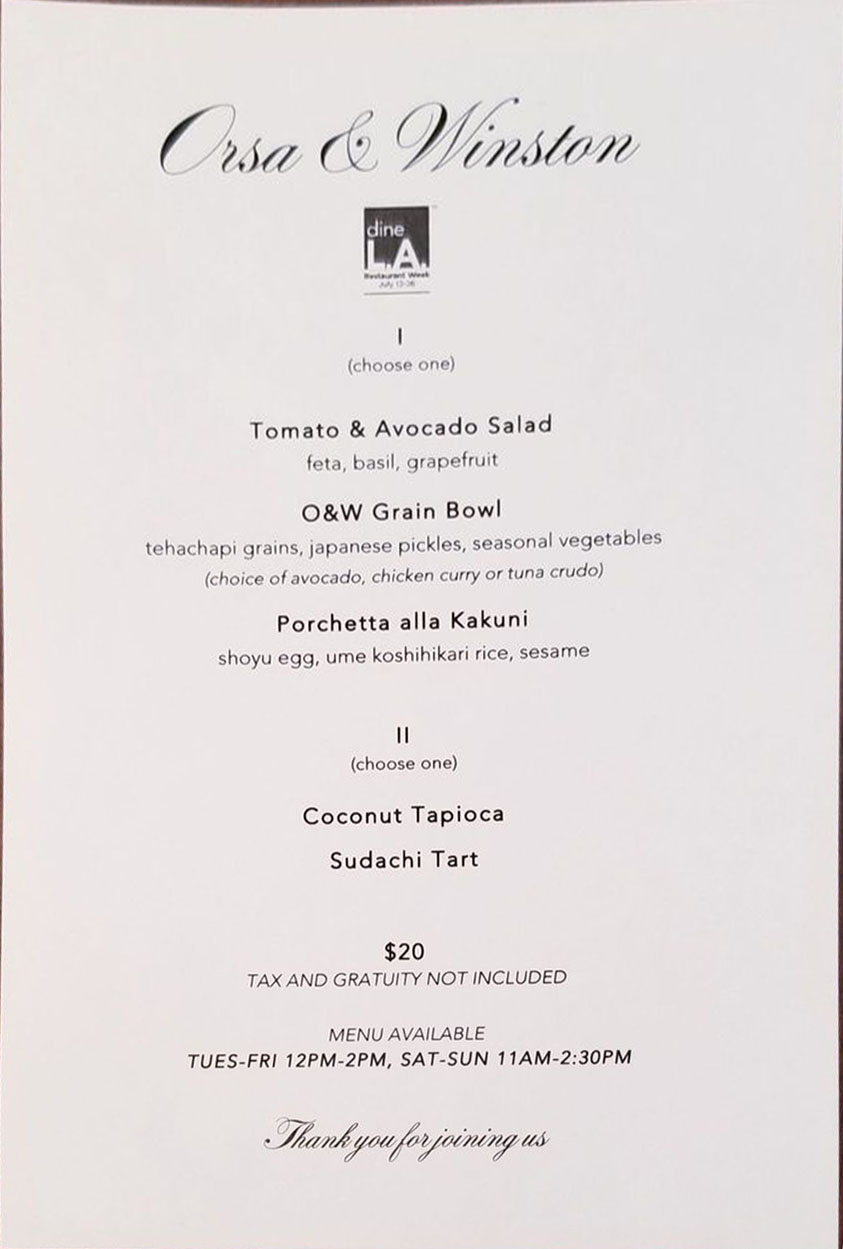 Orsa & Winston
dine
L.A.
Restaurant Week
I
(choose one)
Tomato & Avocado Salad
feta, basil, grapefruit
O&W Grain Bowl
tehachapi grains, japanese pickles, seasonal vegetables
(choice of avocado, chicken curry or tuna crudo)
Porchetta alla Kakuni
shoyu egg, ume koshihikari rice, sesame
II
(choose one)
Coconut Tapioca
Sudachi Tart
$20
TAX AND GRATUITY NOT INCLUDED
MENU AVAILABLE
TUES-FRI 12PM-2PM, SAT-SUN 11AM-2:30PM
Thank you for joining us